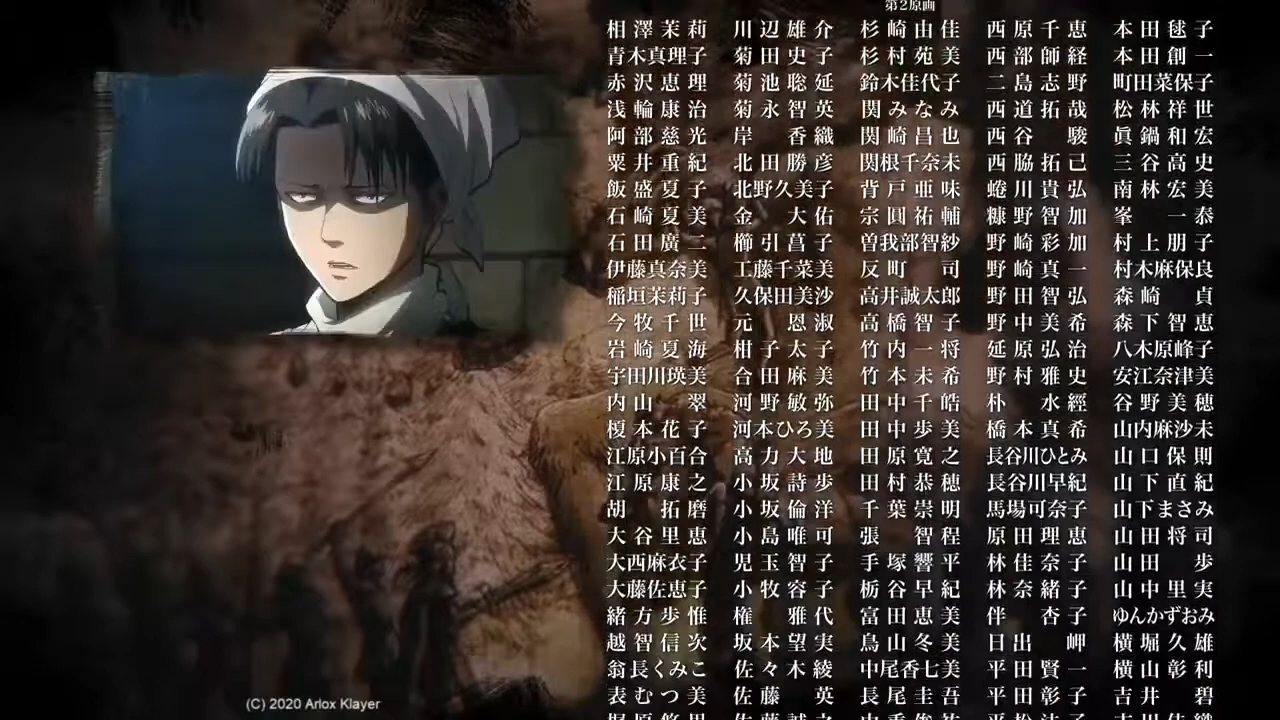 第2原画
相澤茉莉 川辺雄介 杉崎由佳 西原千恵 本田毬子
青木真理子 菊田史子 杉村苑美 西部師経 本田創一
赤沢恵理 菊池聡延 鈴木佳代子 二島志野 町田菜保子
浅輪康治 菊永智英 関みなみ 西道拓哉 松林祥世
阿部慈光 岸香織 関崎昌也 西谷駿 眞鍋和宏
粟井重紀 北田勝彦 関根千奈未 西脇拓己 三谷高史
飯盛夏子 北野久美子 背戸亜味 蜷川貴弘 南林宏美
石崎夏美 金大佑 宗圓祐輔 糠野智加 峯一泰
石田廣二 櫛引菖子 曽我部智紗 野崎彩加 村上朋子
伊藤真奈美 工藤千菜美 反町司 野崎真一 村木麻保良
稲垣茉莉子 久保田美沙 高井誠太郎 野田智弘 森崎貞
今牧千世 元恩淑 高橋智子 野中美希 森下智恵
岩崎夏海 柑子太子 竹内一将 延原弘治 八木原峰子
宇田川瑛美 合田麻美 竹本未希 野村雅史 安江奈津美
内山翠 河野敏弥 田中千皓 朴水經 谷野美穂
榎本花子 河本ひろ美 田中歩美 橋本真希 山内麻沙未
江原小百合 高力大地 田原寛之 長谷川ひとみ 山口保則
江原康之 小坂詩歩 田村恭穂 長谷川早紀 山下直紀
胡拓磨 小坂倫洋 千葉崇明 馬場可奈子 山下まさみ
大谷里恵 小島唯可 張智程 原田理恵 山田将司
大西麻衣子 児玉智子 手塚響平 林佳奈子 山田歩
大藤佐恵子 小牧容子 栃谷早紀 林奈緒子 山中里実
緒方歩惟 権雅代 富田恵美 伴杏子 ゆんかずおみ
越智信次 坂本望実 鳥山冬美 日出岬 横堀久雄
翁長くみこ 佐々木綾 中尾香七美 平田賢一 横山彰利
表むつ美 佐藤英 長尾圭吾 平田彰子 吉井碧
(C) 2020 Arlox Klayer